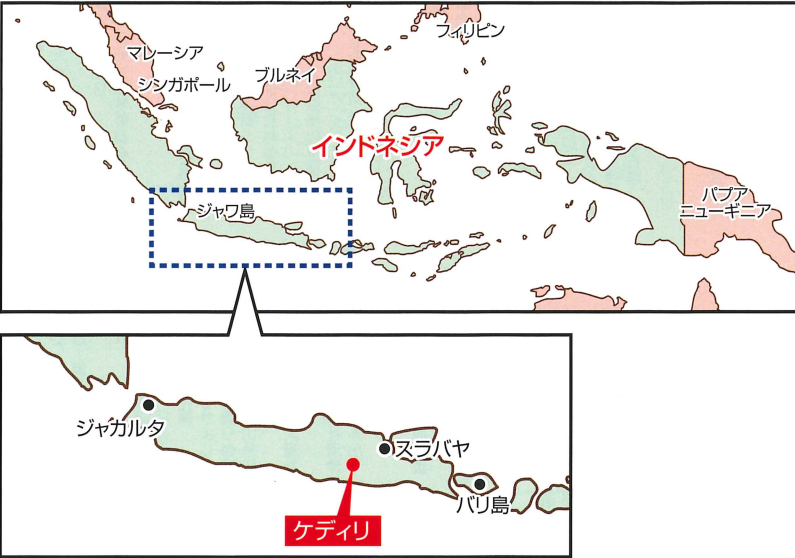 フィリピン
マレーシア
シンガポール
ブルネイ
インドネシア
パプア
ニューギニア
ジャワ島
ジャカルタ
スラバヤ
バリ島
ケディリ